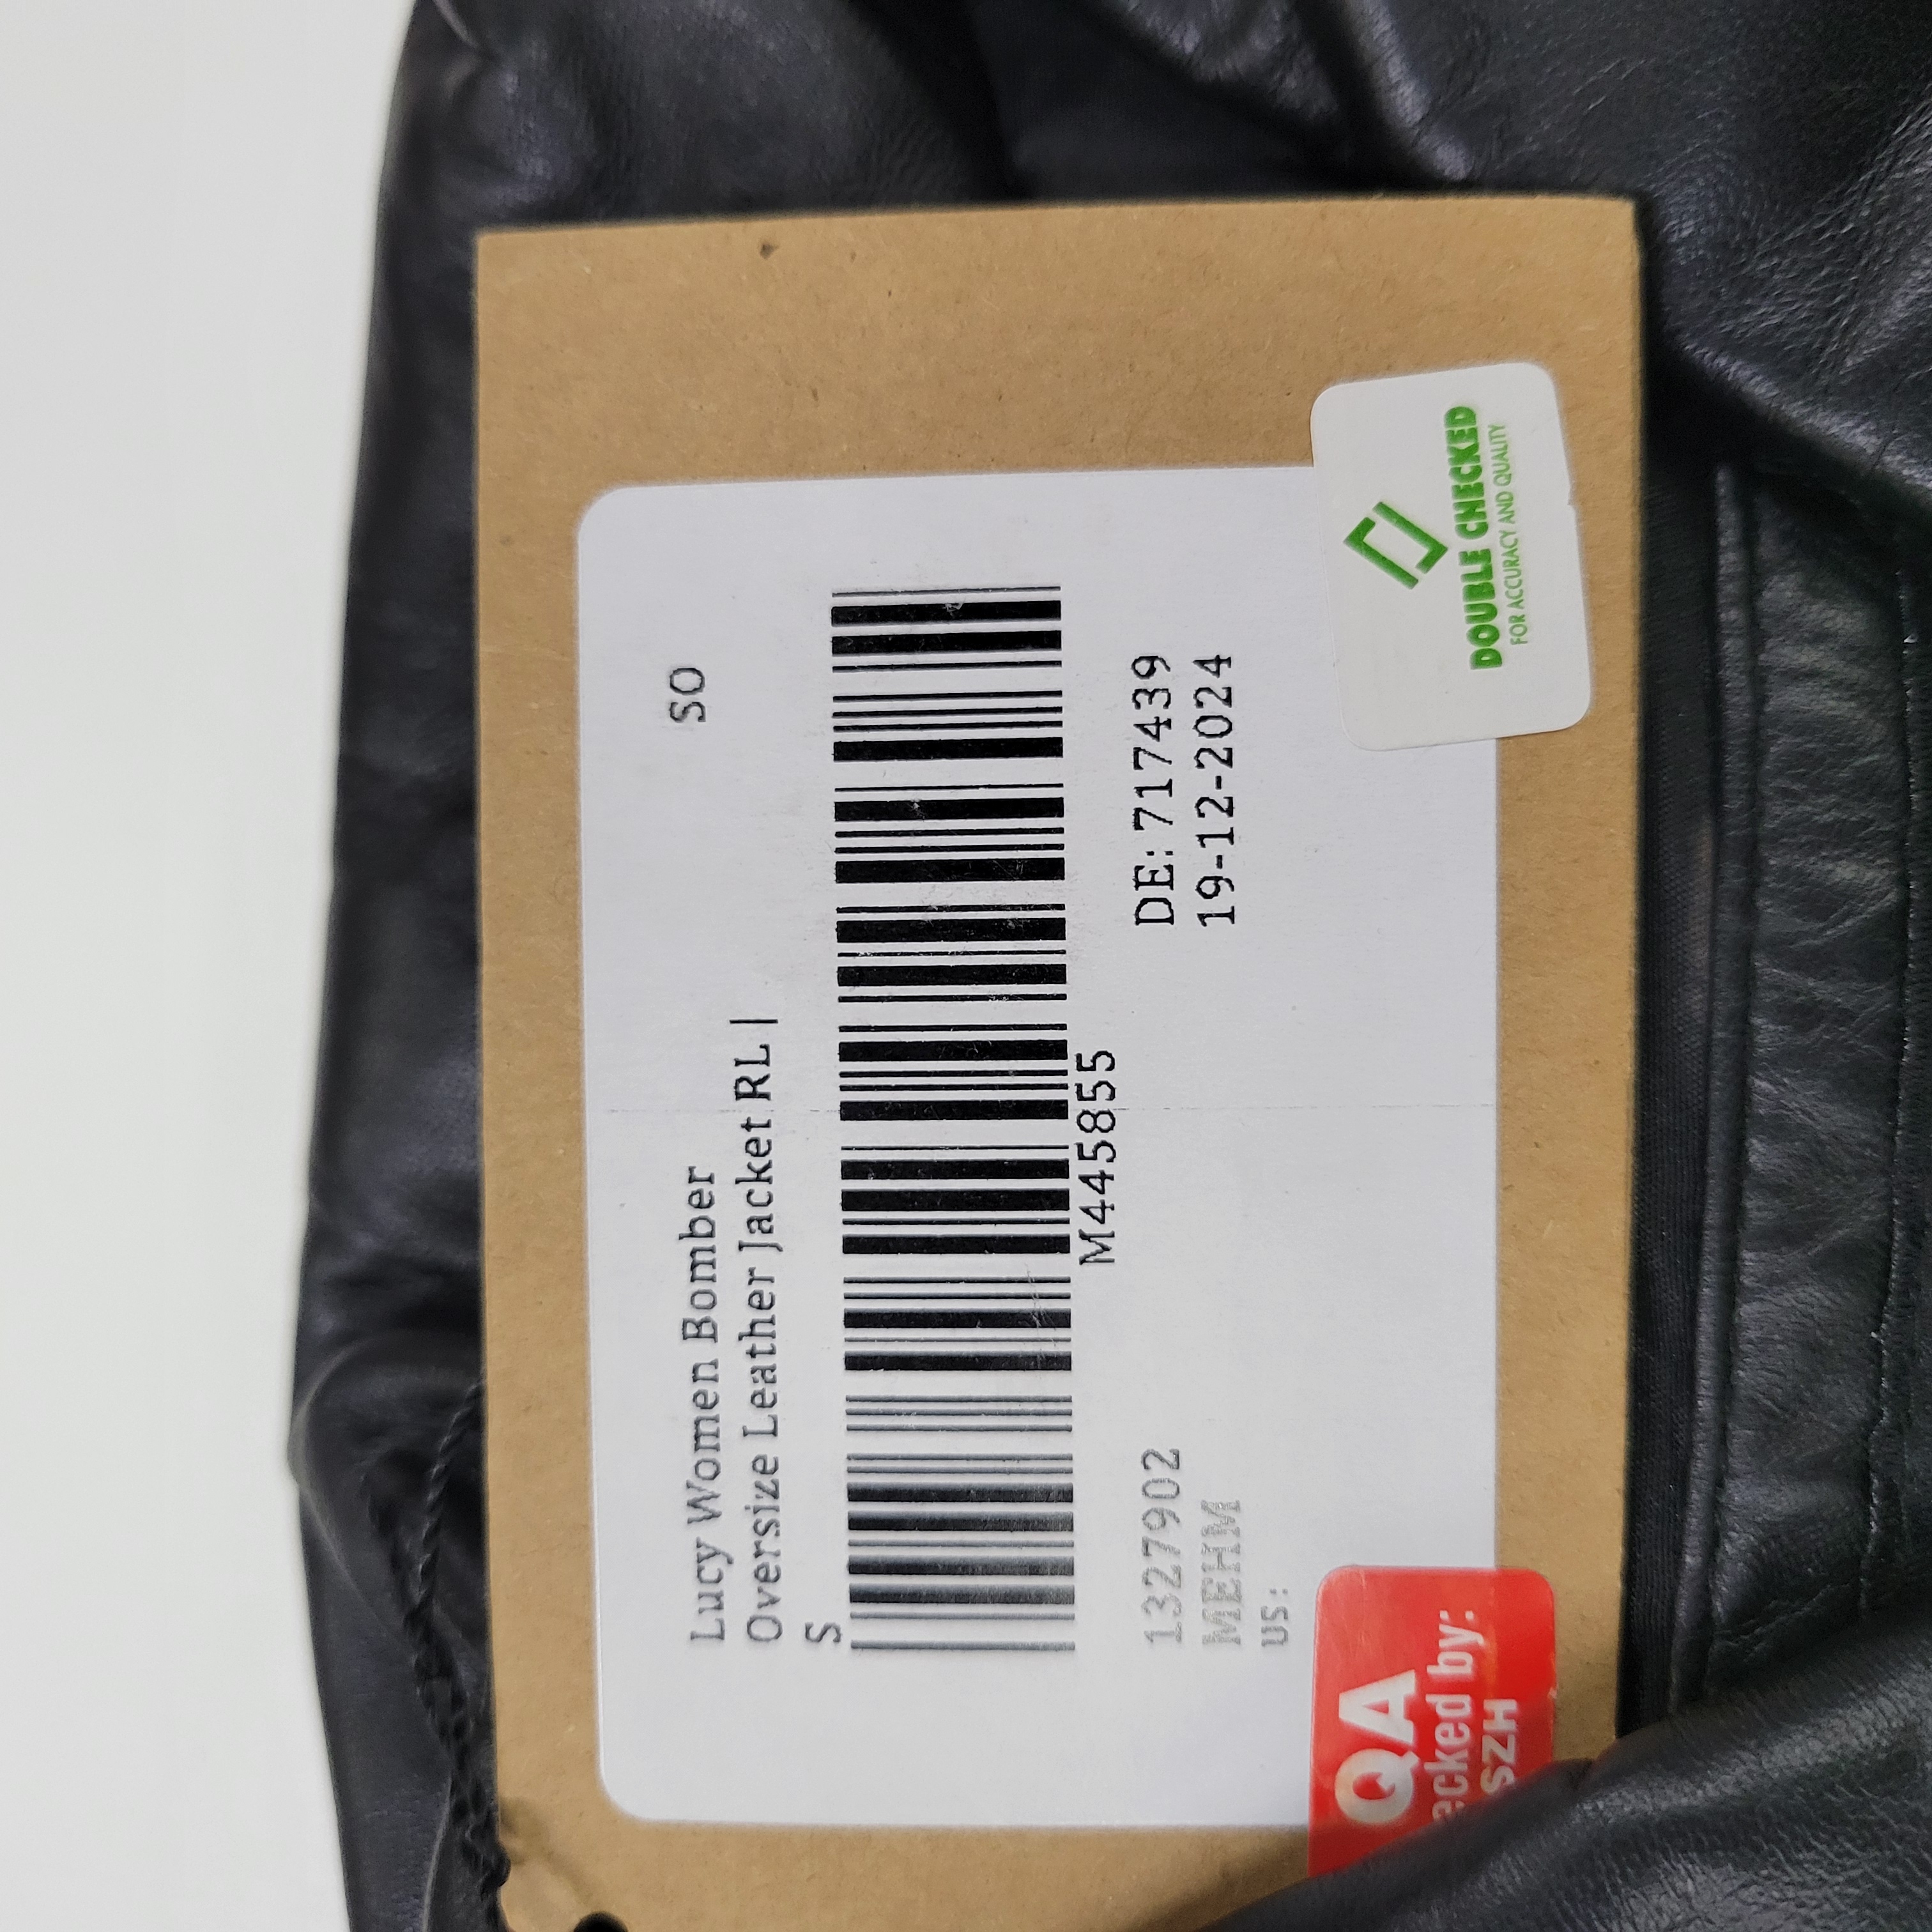 Lucy Women Bomber
Oversize Leather Jacket RL |
S
SO
M445855
1327902
MEHM
US:
DE: 717439
19-12-2024
QA
ecked by:
SZH
DOUBLE CHECKED
FOR ACCURACY AND QUALITY